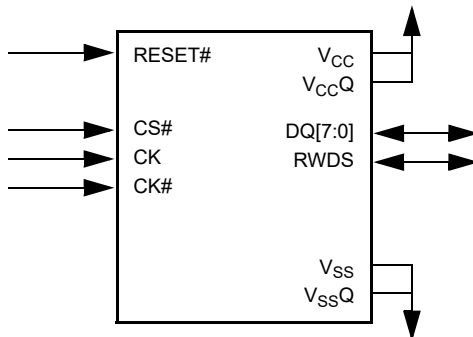 RESET# VCC
VCCQ
CS# DQ[7:0]
CK RWDS
CK#
VSS
VSSQ